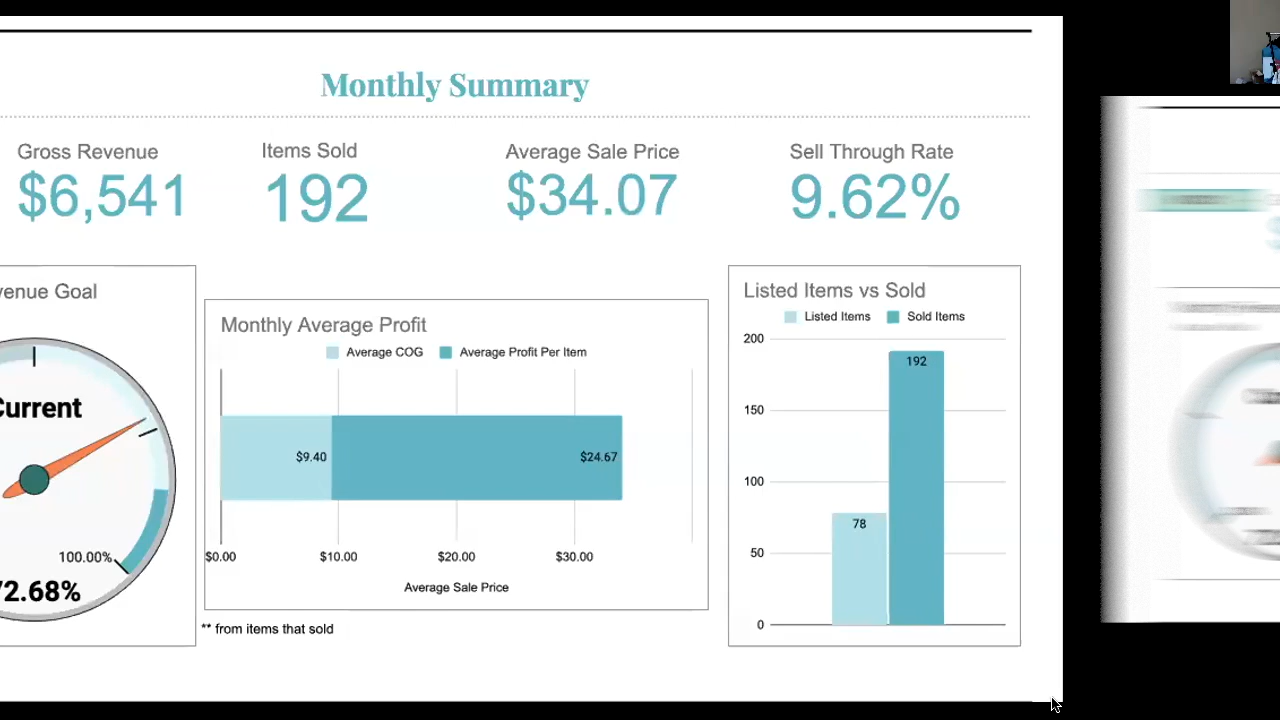 Monthly Summary
Gross Revenue
$6,541
Items Sold
192
Average Sale Price
$34.07
Sell Through Rate
9.62%
Goal
Current
100.00%
72.68%
Monthly Average Profit
Average COG
Average Profit Per Item
$9.40
$24.67
$0.00
$10.00
$20.00
$30.00
Average Sale Price
** from items that sold
Listed Items vs Sold
Listed Items
Sold Items
200
150
100
50
0
78
192